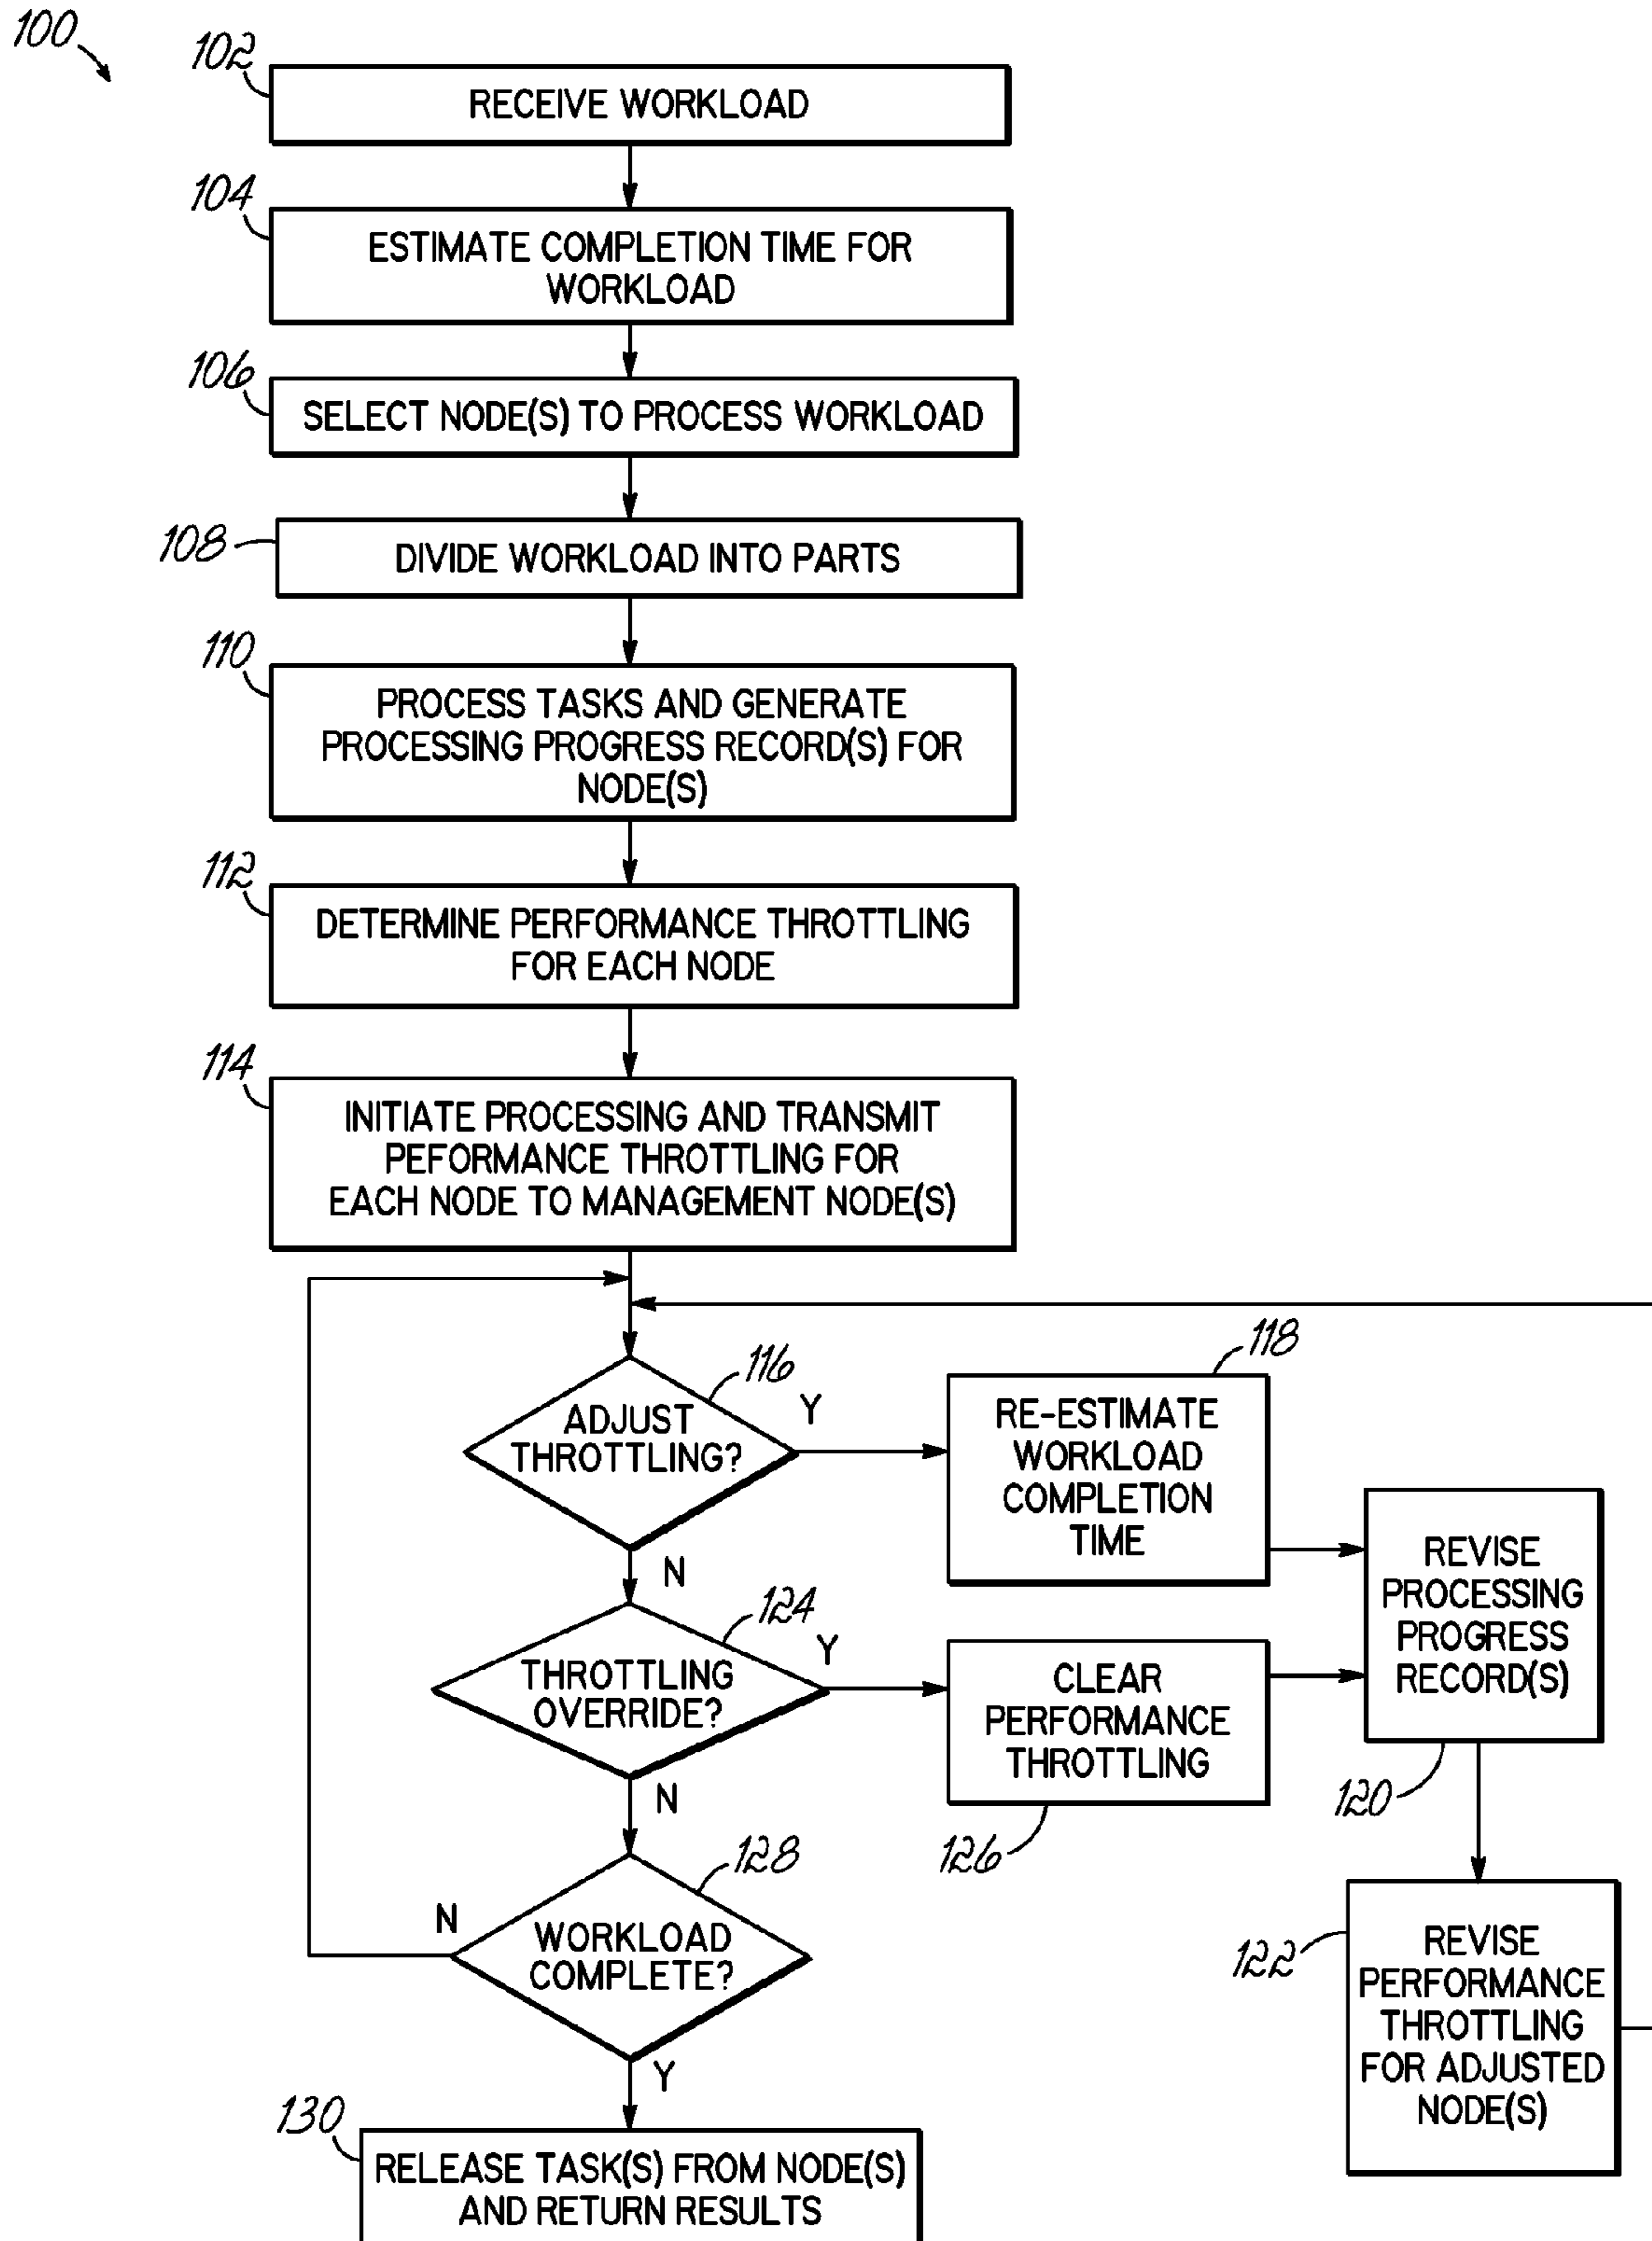 100
102
RECEIVE WORKLOAD
104
ESTIMATE COMPLETION TIME FOR
WORKLOAD
106
SELECT NODE(S) TO PROCESS WORKLOAD
108
DIVIDE WORKLOAD INTO PARTS
110
PROCESS TASKS AND GENERATE
PROCESSING PROGRESS RECORD(S) FOR
NODE(S)
112
DETERMINE PERFORMANCE THROTTLING
FOR EACH NODE
114
INITIATE PROCESSING AND TRANSMIT
PEFORMANCE THROTTLING FOR
EACH NODE TO MANAGEMENT NODE(S)
116
ADJUST
THROTTLING?
Y
N
118
RE-ESTIMATE
WORKLOAD
COMPLETION
TIME
REVISE
PROCESSING
PROGRESS
RECORD(S)
120
124
THROTTLING
OVERRIDE?
Y
N
CLEAR
PERFORMANCE
THROTTLING
126
122
REVISE
PERFORMANCE
THROTTLING
FOR ADJUSTED
NODE(S)
128
WORKLOAD
COMPLETE?
N
Y
130
RELEASE TASK(S) FROM NODE(S)
AND RETURN RESULTS